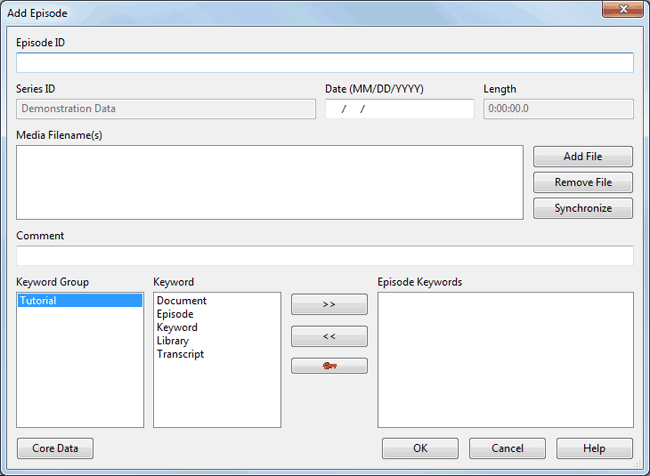 Add Episode
Episode ID
Series ID Date (MM/DD/YYYY) Length
Demonstration Data / / 0:00:00.0
Media Filename(s)
Add File
Remove File
Synchronize
Comment
Keyword Group Keyword Episode Keywords
Tutorial Document >>
Episode
Keyword <<
Library
Transcript
Core Data OK Cancel Help